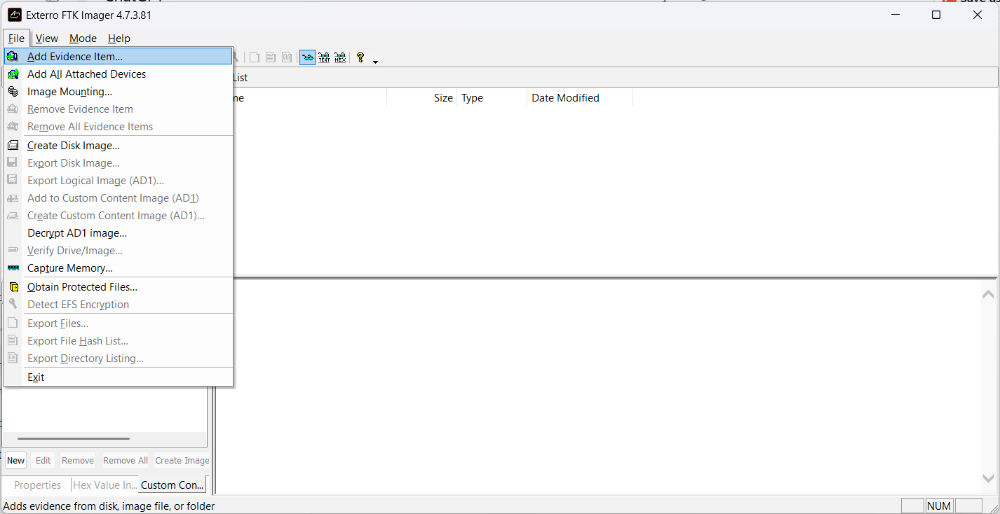 Exterro FTK Imager 4.7.3.81
File View Mode Help
Add Evidence Item...
TEXT HEX ?
Add All Attached Devices
List
Image Mounting...
Size Type Date Modified
Remove Evidence Item
Remove All Evidence Items
Create Disk Image...
Export Disk Image...
Export Logical Image (AD1)...
Add to Custom Content Image (AD1)
Create Custom Content Image (AD1)...
Decrypt AD1 image...
Verify Drive/Image...
Capture Memory...
Obtain Protected Files...
Detect EFS Encryption
Export Files...
Export File Hash List...
Export Directory Listing...
Exit
New Edit Remove Remove All Create Image
Properties Hex Value In... Custom Con...
Adds evidence from disk, image file, or folder
NUM